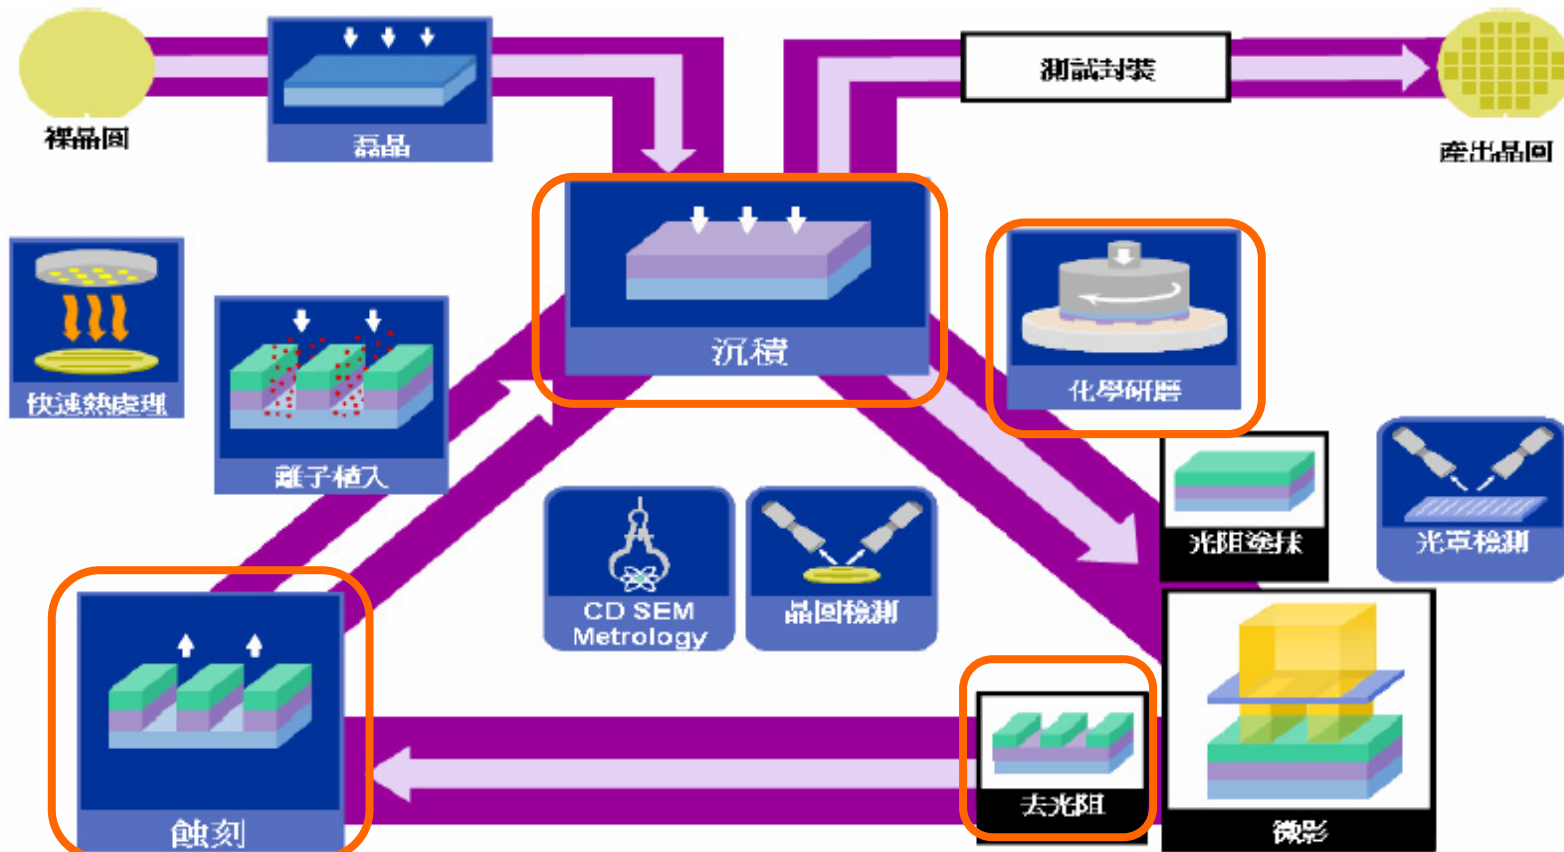 測試封裝
裸晶圓
磊晶
產出晶圓
沉積
化學研磨
快速熱處理
離子植入
光阻塗抹
光罩檢測
CD SEM
Metrology
晶圓檢測
去光阻
蝕刻
微影